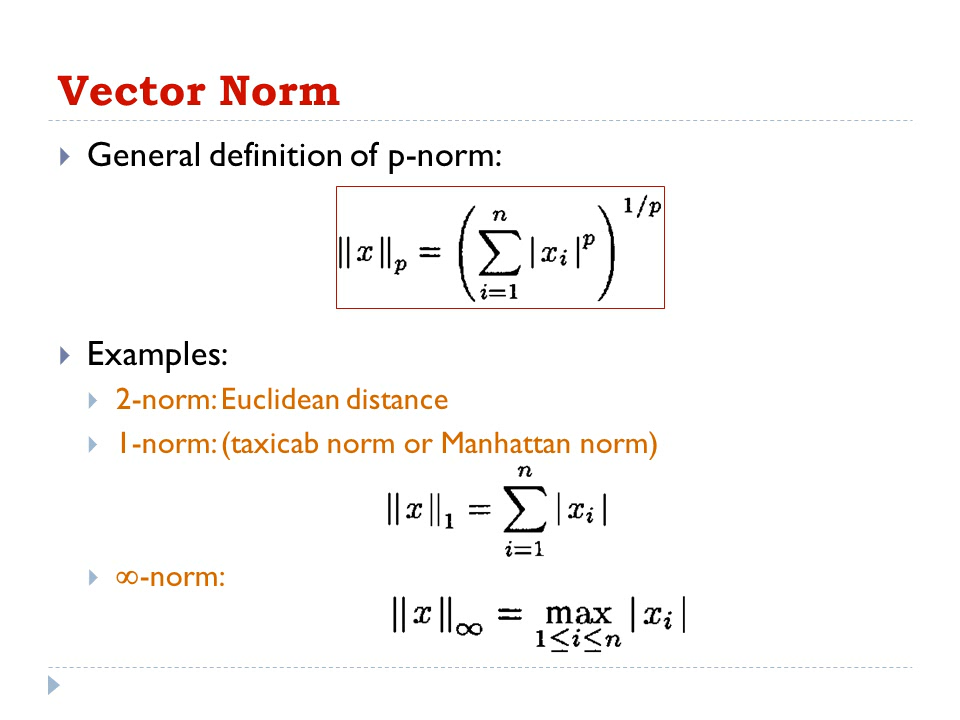 Vector Norm
General definition of p-norm:
‖x‖_p = (∑_{i=1}^{n} |x_i|^p)^{1/p}
Examples:
2-norm: Euclidean distance
1-norm: (taxicab norm or Manhattan norm)
‖x‖_1 = ∑_{i=1}^{n} |x_i|
∞-norm:
‖x‖_∞ = max_{1≤i≤n} |x_i|